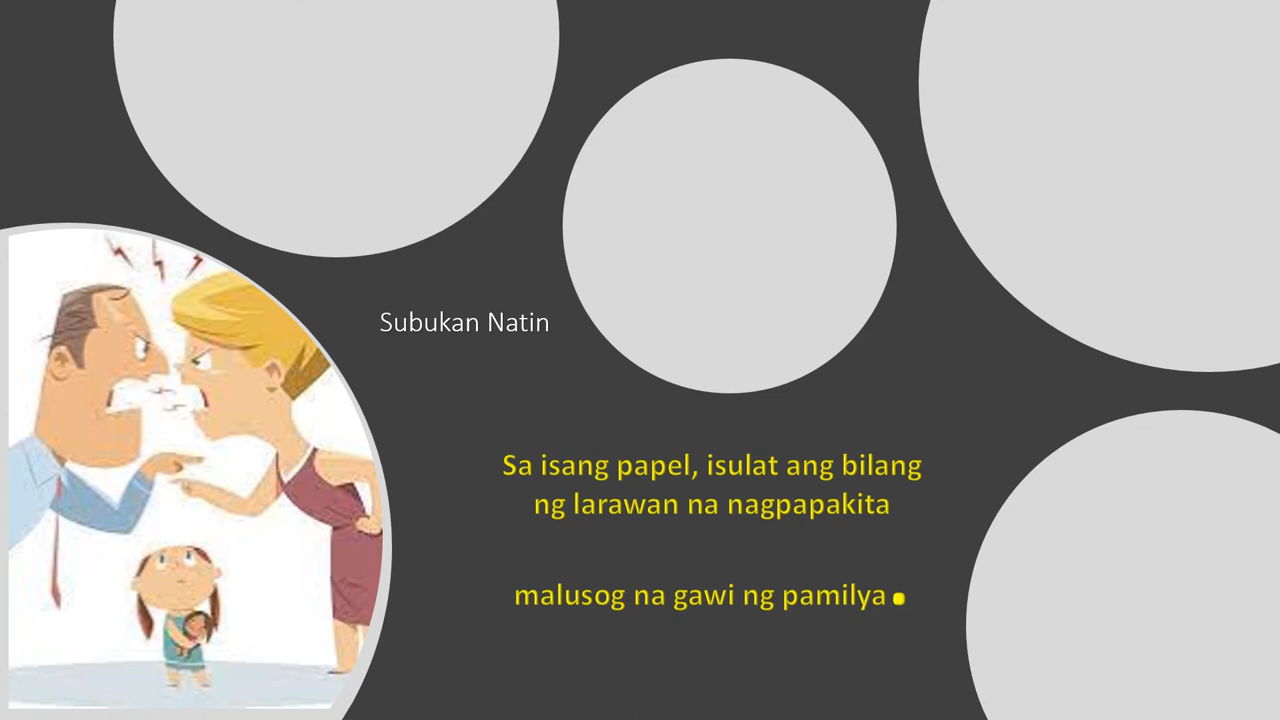 Subukan Natin
Sa isang papel, isulat ang bilang
ng larawan na nagpapakita
malusog na gawi ng pamilya.